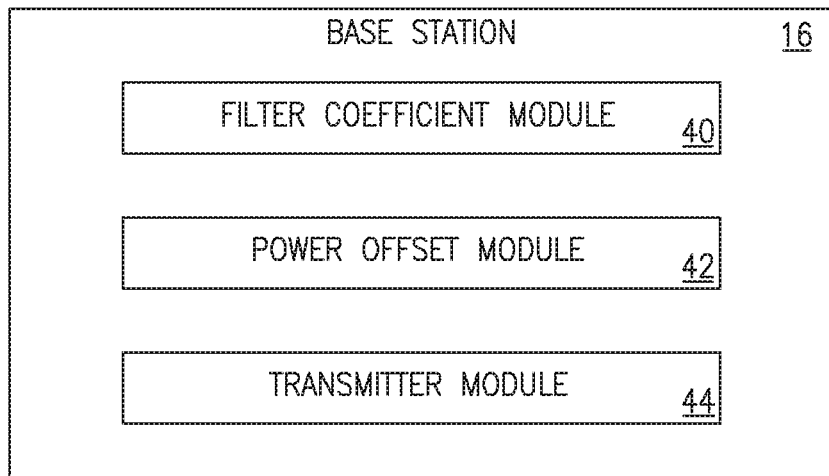 BASE STATION 16
FILTER COEFFICIENT MODULE 40
POWER OFFSET MODULE 42
TRANSMITTER MODULE 44